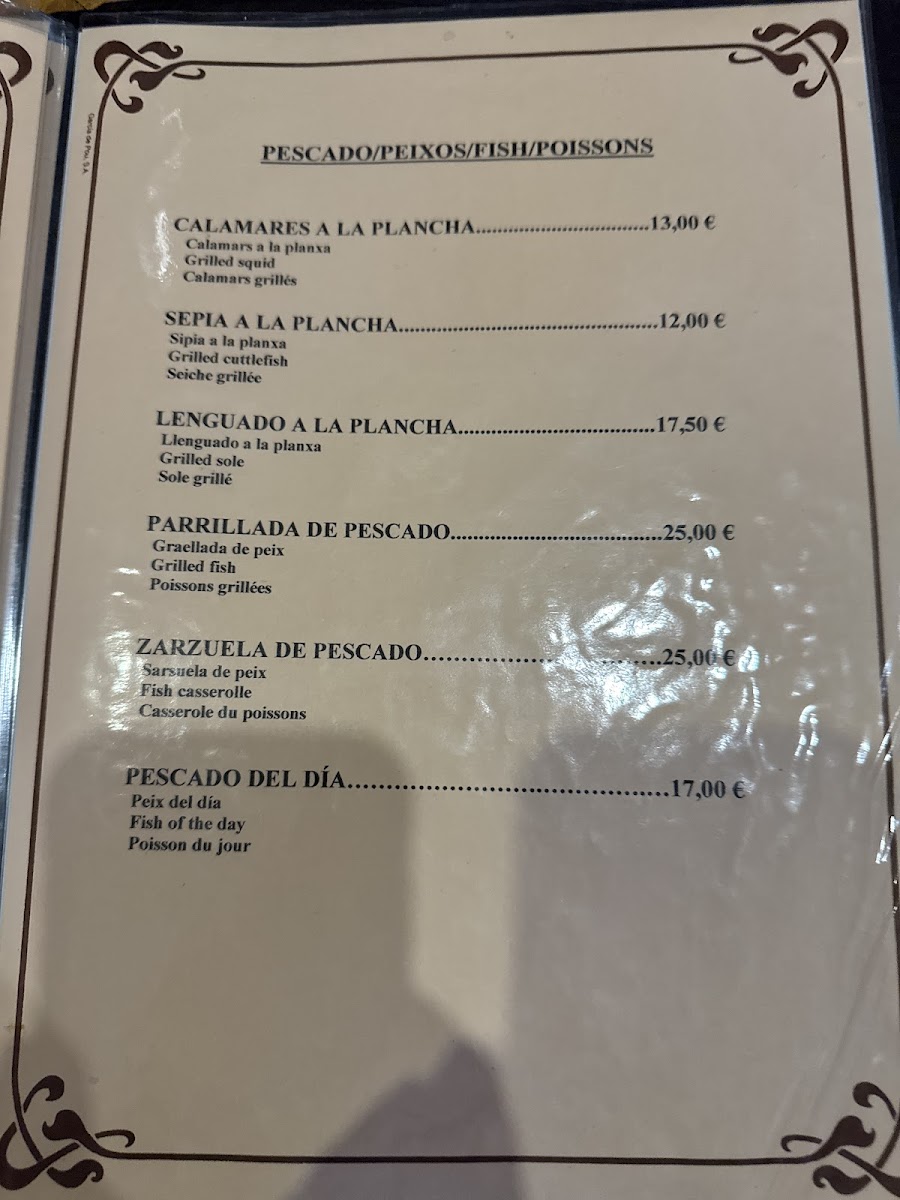 Garcia de Pou, S.A.
PESCADO/PEIXOS/FISH/POISSONS
CALAMARES A LA PLANCHA................................13,00 €
Calamars a la planxa
Grilled squid
Calamars grillés
SEPIA A LA PLANCHA................................................12,00 €
Sipia a la planxa
Grilled cuttlefish
Seiche grillée
LENGUADO A LA PLANCHA....................................17,50 €
Llenguado a la planxa
Grilled sole
Sole grillé
PARRILLADA DE PESCADO.......................................25,00 €
Graellada de peix
Grilled fish
Poissons grillées
ZARZUELA DE PESCADO.......................................25,00 €
Sarsuela de peix
Fish casserolle
Casserole du poissons
PESCADO DEL DÍA................................................17,00 €
Peix del día
Fish of the day
Poisson du jour